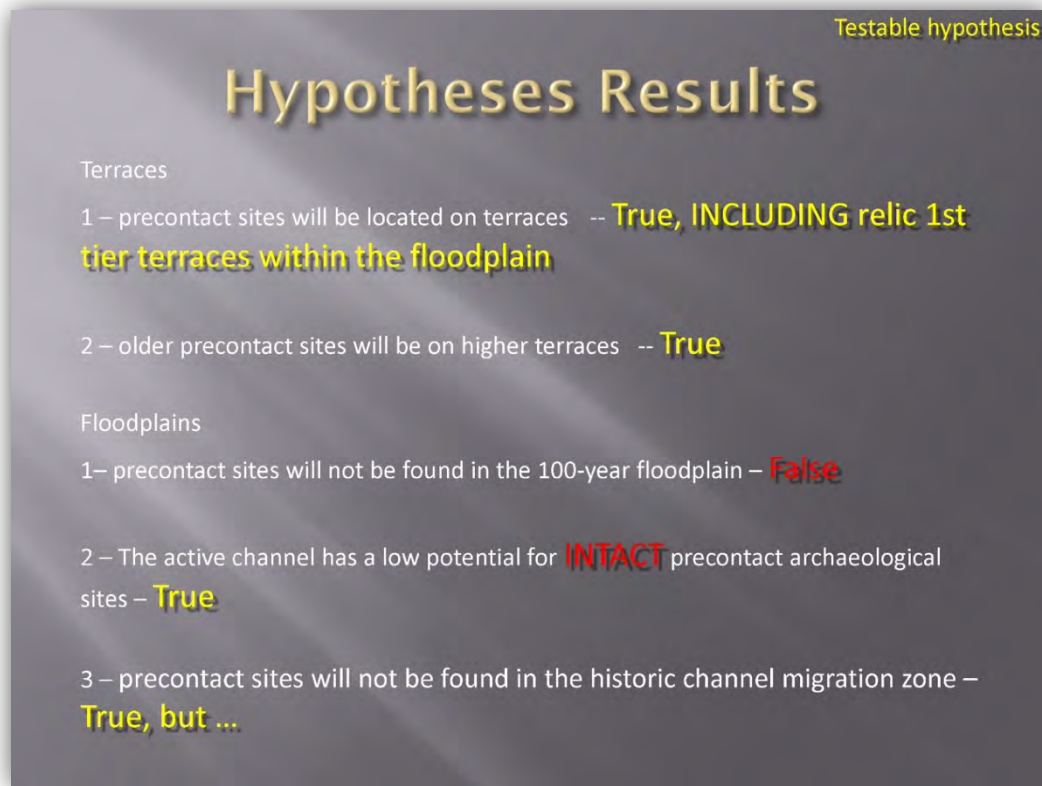 Testable hypothesis
Hypotheses Results
Terraces
1 – precontact sites will be located on terraces -- True, INCLUDING relic 1st
tier terraces within the floodplain
2 – older precontact sites will be on higher terraces -- True
Floodplains
1– precontact sites will not be found in the 100-year floodplain – False
2 – The active channel has a low potential for INTACT precontact archaeological
sites – True
3 – precontact sites will not be found in the historic channel migration zone –
True, but ...